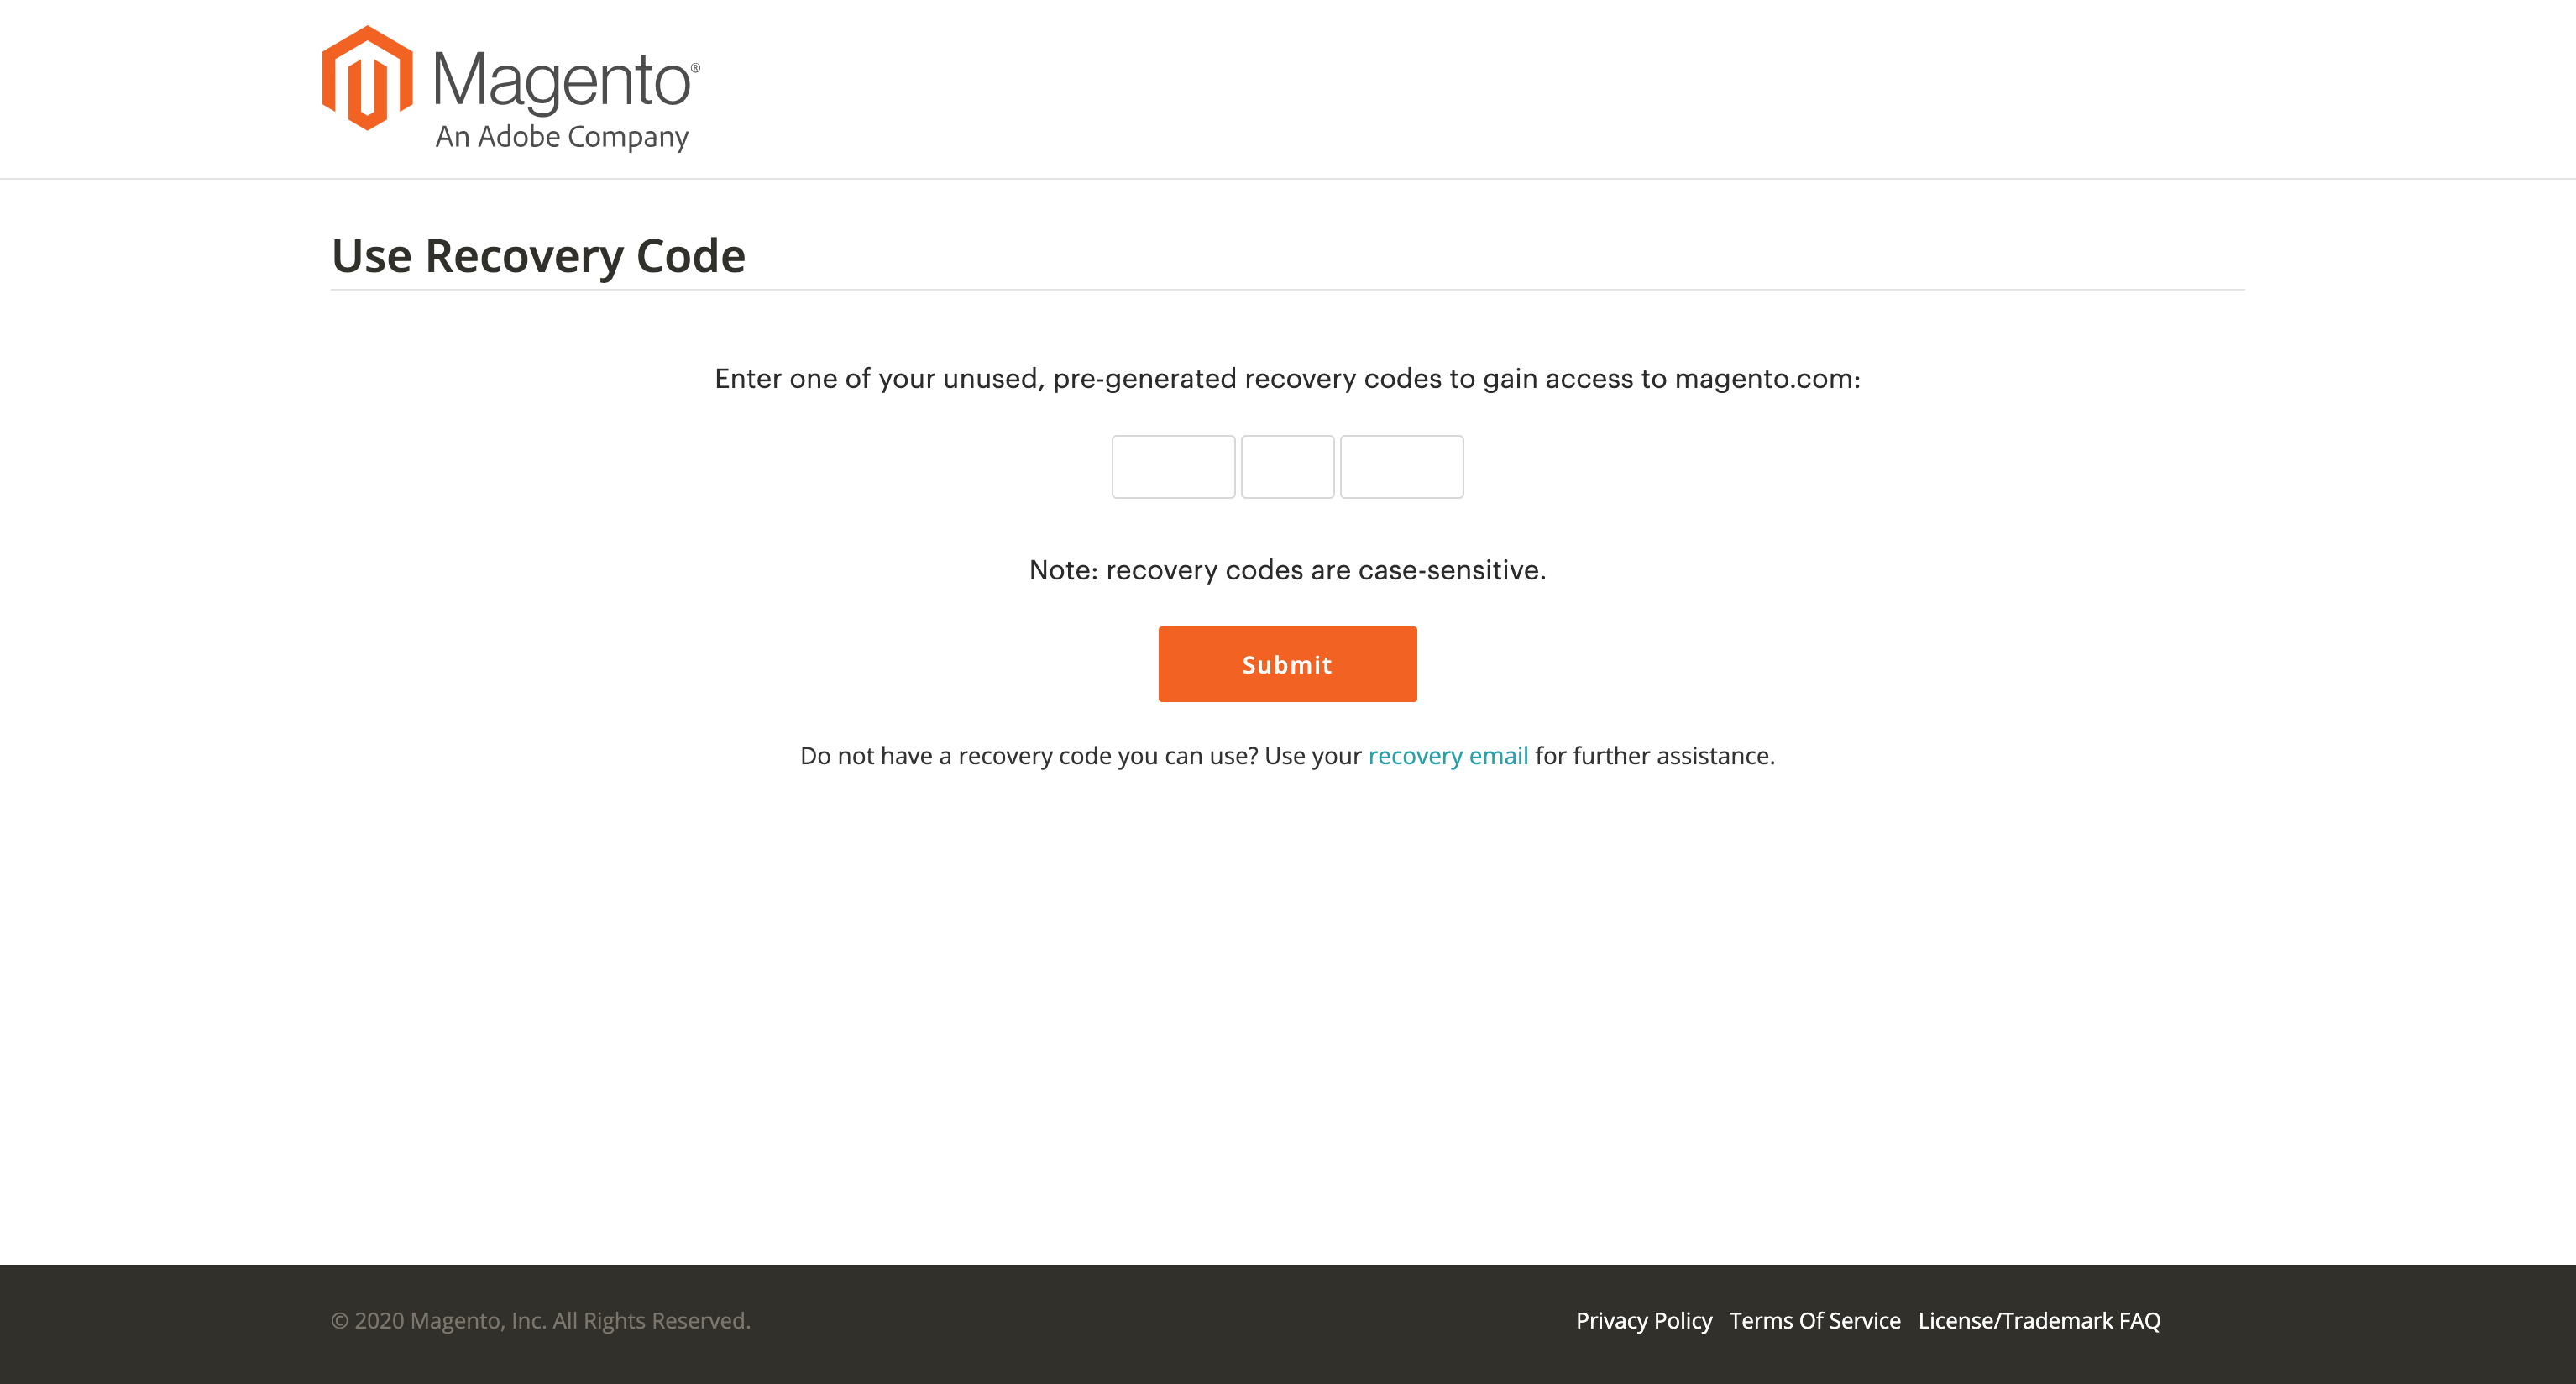 Magento®
An Adobe Company
Use Recovery Code
Enter one of your unused, pre-generated recovery codes to gain access to magento.com:
Note: recovery codes are case-sensitive.
Submit
Do not have a recovery code you can use? Use your recovery email for further assistance.
© 2020 Magento, Inc. All Rights Reserved.
Privacy Policy Terms Of Service License/Trademark FAQ